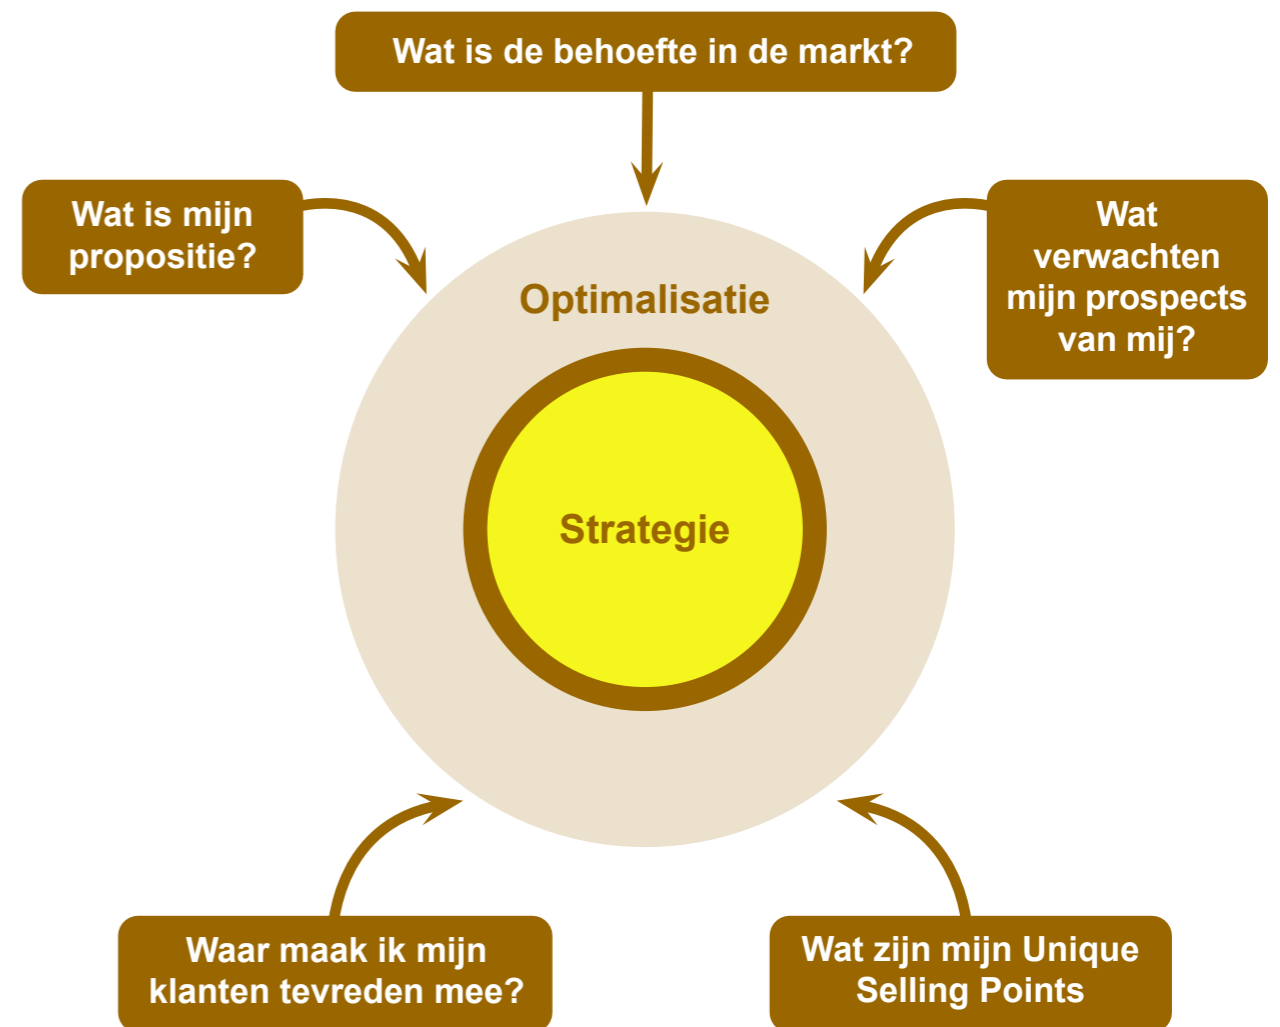 Wat is de behoefte in de markt?
Wat is mijn
propositie?
Wat
verwachten
mijn prospects
van mij?
Optimalisatie
Strategie
Waar maak ik mijn
klanten tevreden mee?
Wat zijn mijn Unique
Selling Points